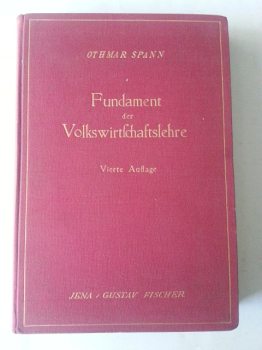 OTHMAR SPANN
Fundament
der
Volkswirtschaftslehre
Vierte Auflage
JENA / GUSTAV FISCHER